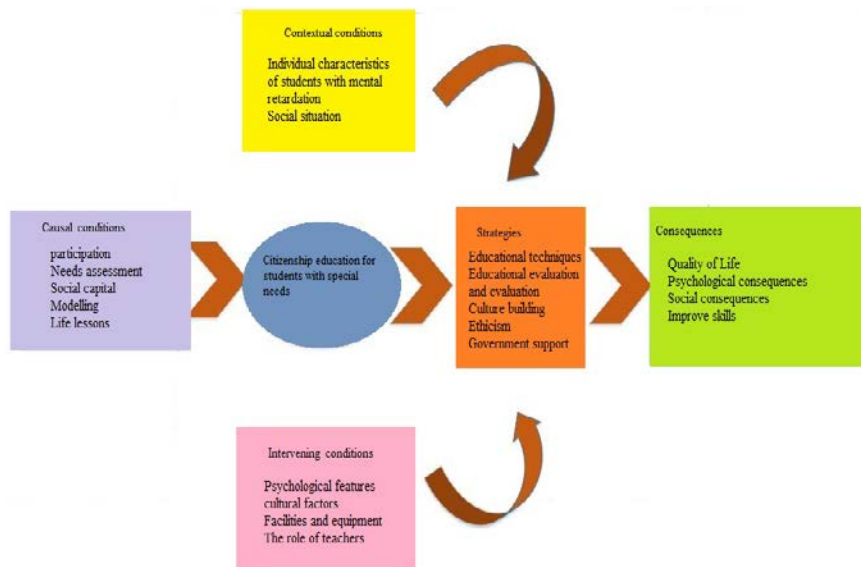 Contextual conditions
Individual characteristics
of students with mental
retardation
Social situation
Causal conditions
participation
Needs assessment
Social capital
Modelling
Life lessons
Citizenship education for
students with special
needs
Strategies
Educational techniques
Educational evaluation
and evaluation
Culture building
Ethicism
Government support
Consequences
Quality of Life
Psychological consequences
Social consequences
Improve skills
Intervening conditions
Psychological features
cultural factors
Facilities and equipment
The role of teachers